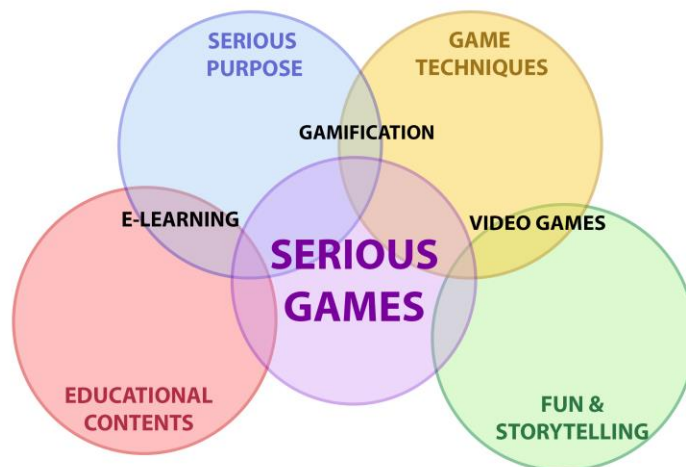 SERIOUS
PURPOSE
GAME
TECHNIQUES
GAMIFICATION
E-LEARNING
VIDEO GAMES
SERIOUS
GAMES
EDUCATIONAL
CONTENTS
FUN &
STORYTELLING